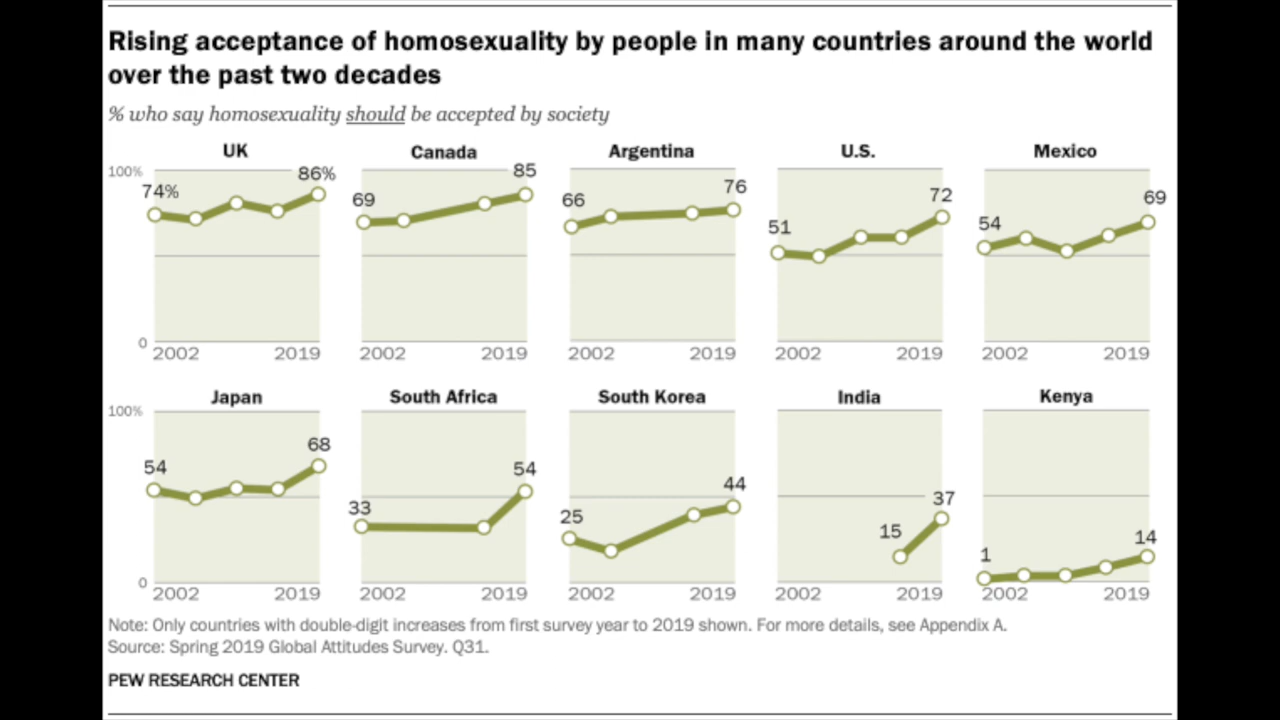 Rising acceptance of homosexuality by people in many countries around the world
over the past two decades
% who say homosexuality should be accepted by society
UK Canada Argentina U.S. Mexico
100%
74% 86% 69 85 66 76 51 72 54 69
0
2002 2019 2002 2019 2002 2019 2002 2019 2002 2019
Japan South Africa South Korea India Kenya
100%
54 68 33 54 25 44 15 37 1 14
0
2002 2019 2002 2019 2002 2019 2002 2019 2002 2019
Note: Only countries with double-digit increases from first survey year to 2019 shown. For more details, see Appendix A.
Source: Spring 2019 Global Attitudes Survey. Q31.
PEW RESEARCH CENTER